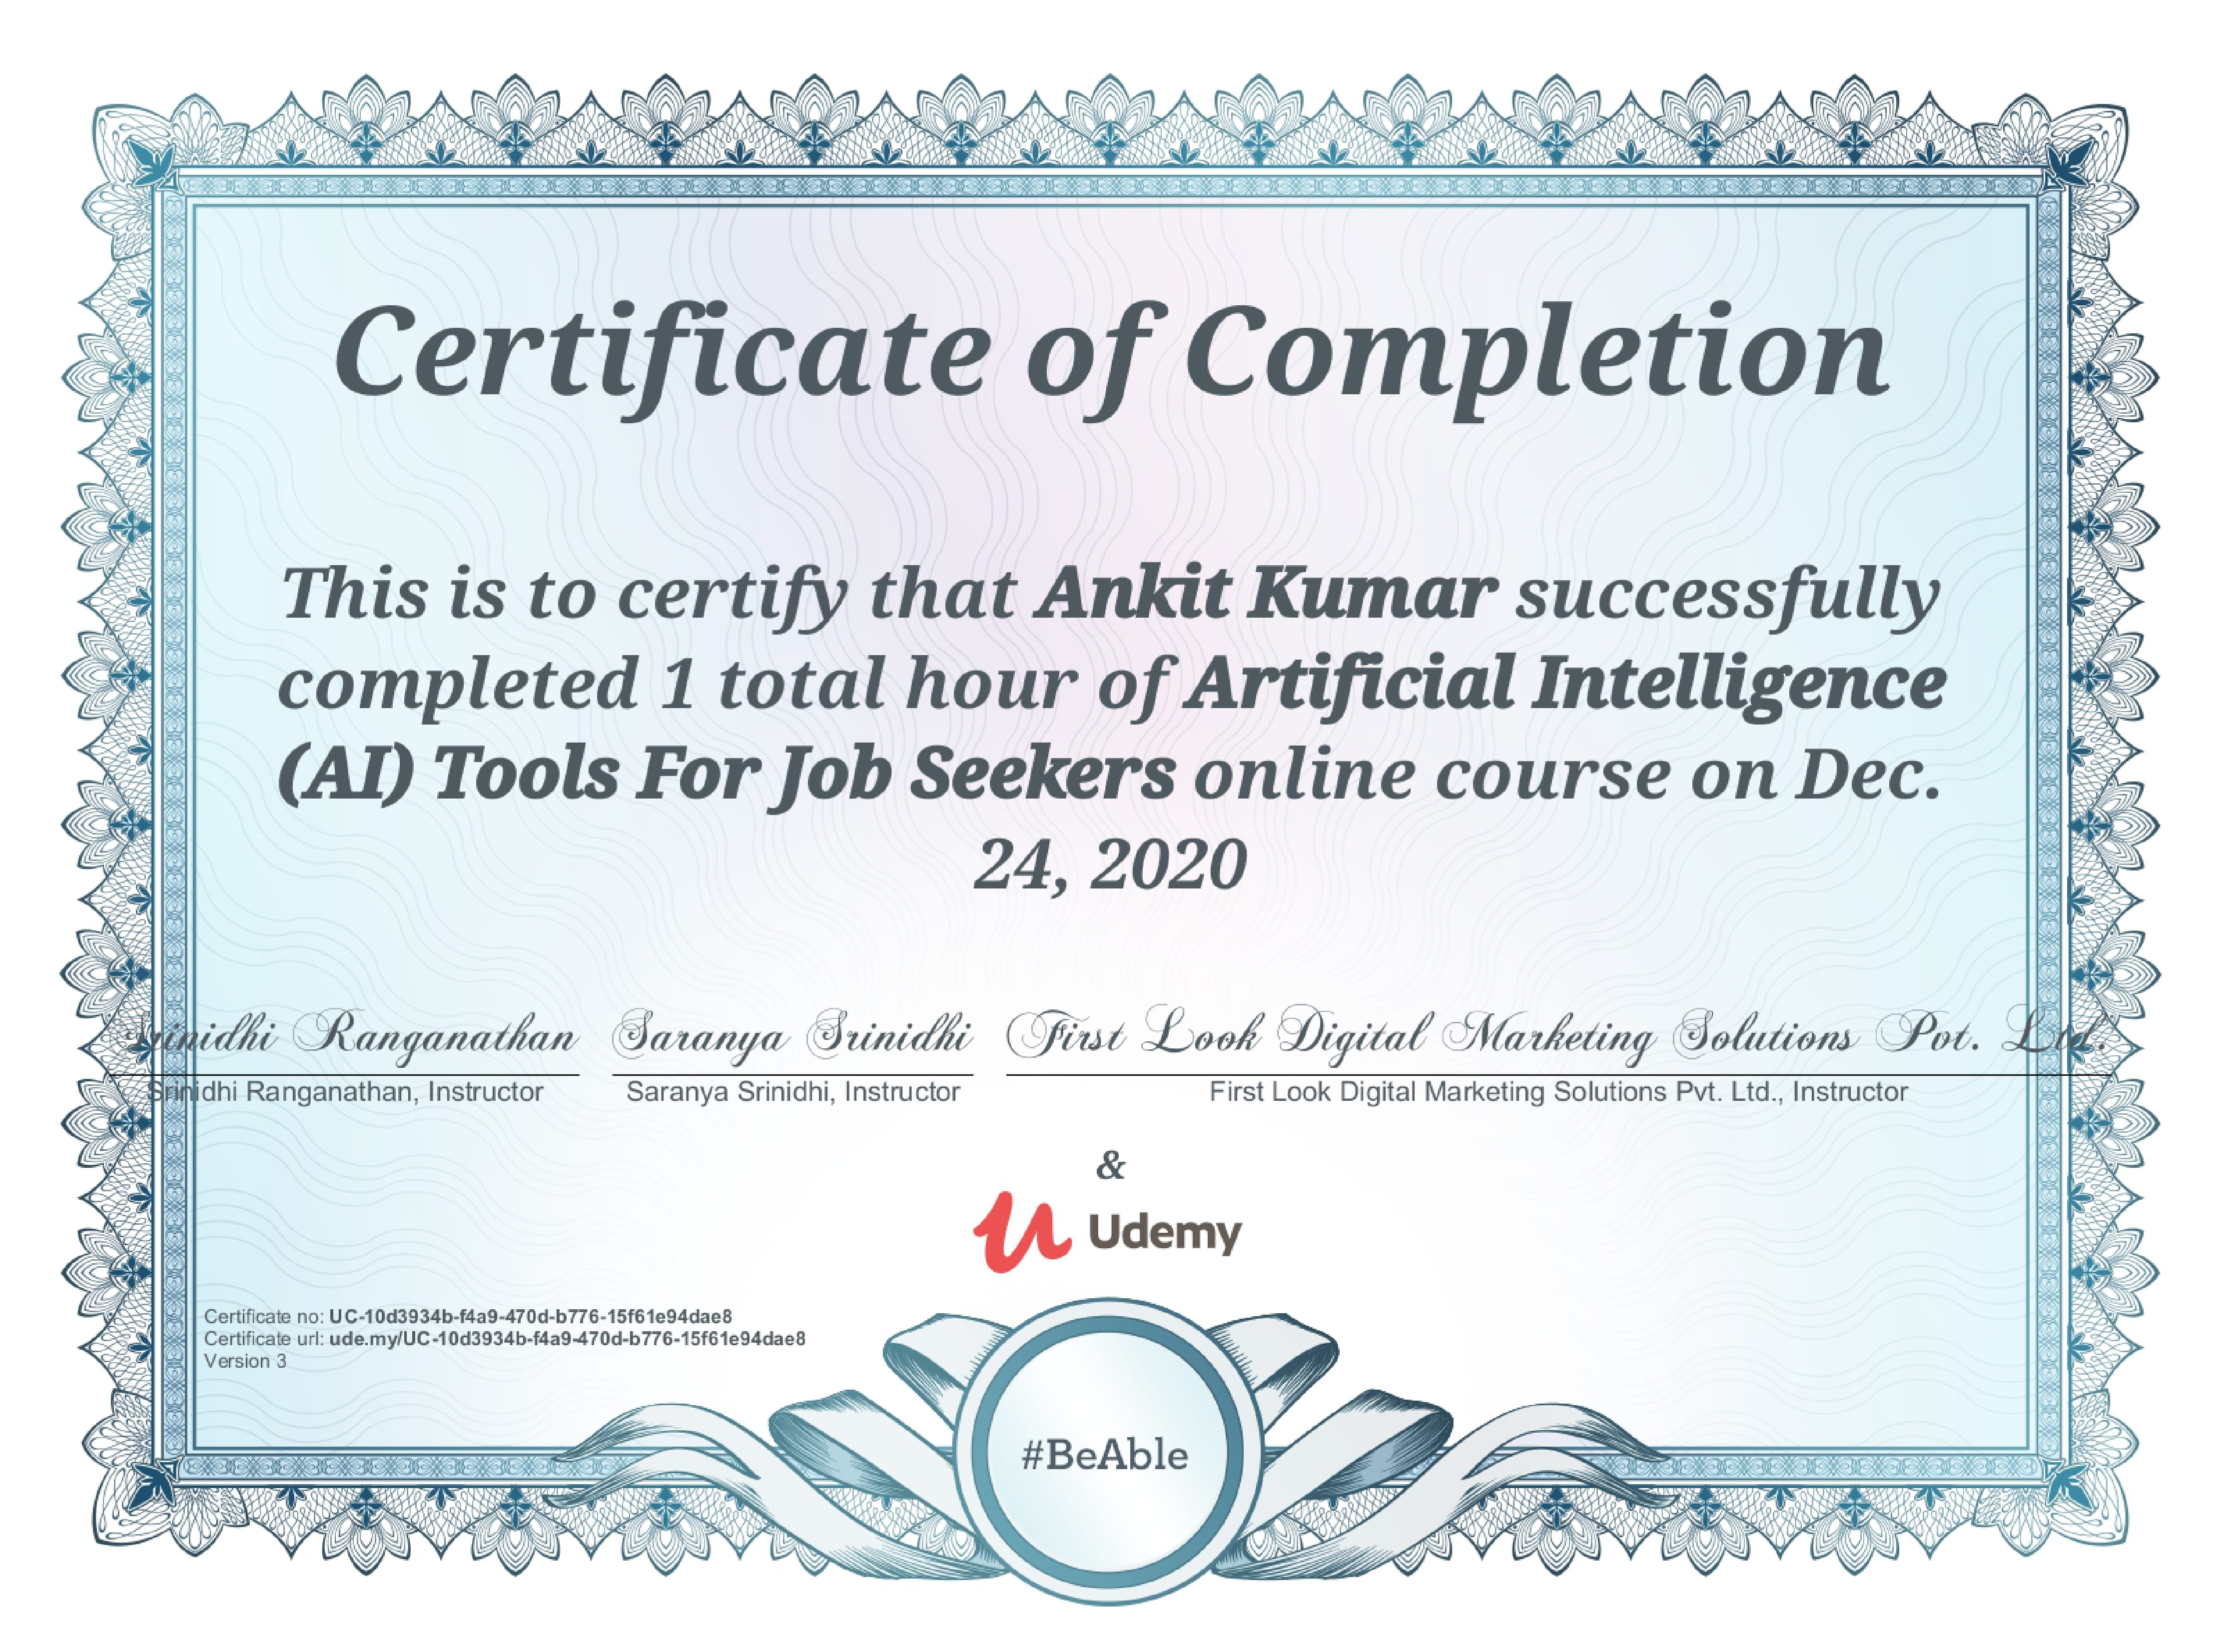 Certificate of Completion
This is to certify that Ankit Kumar successfully
completed 1 total hour of Artificial Intelligence
(AI) Tools For Job Seekers online course on Dec.
24, 2020
Srinidhi Ranganathan Saranya Srinidhi First Look Digital Marketing Solutions Pvt. Ltd.
Srinidhi Ranganathan, Instructor Saranya Srinidhi, Instructor First Look Digital Marketing Solutions Pvt. Ltd., Instructor
&
Udemy
Certificate no: UC-10d3934b-f4a9-470d-b776-15f61e94dae8
Certificate url: ude.my/UC-10d3934b-f4a9-470d-b776-15f61e94dae8
Version 3
#BeAble